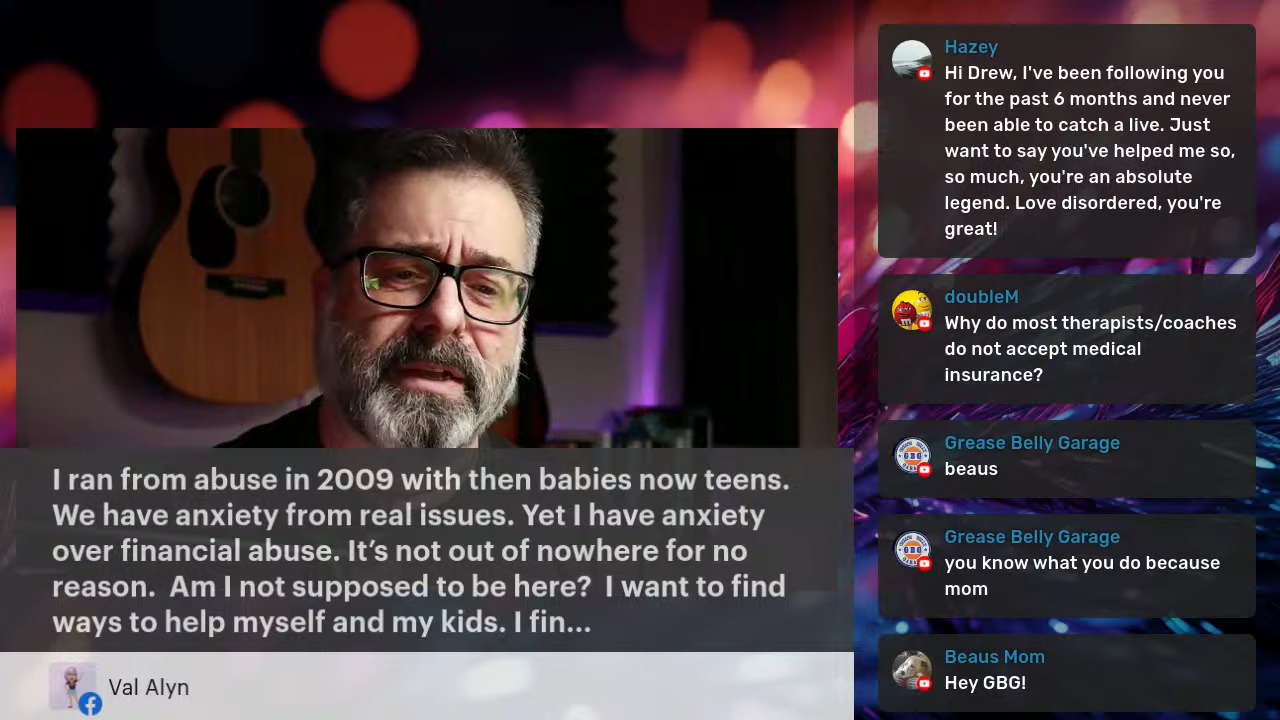 I ran from abuse in 2009 with then babies now teens.
We have anxiety from real issues. Yet I have anxiety
over financial abuse. It’s not out of nowhere for no
reason.  Am I not supposed to be here?  I want to find
ways to help myself and my kids. I fin...
Val Alyn
Hazey
Hi Drew, I've been following you
for the past 6 months and never
been able to catch a live. Just
want to say you've helped me so,
so much, you're an absolute
legend. Love disordered, you're
great!
doubleM
Why do most therapists/coaches
do not accept medical
insurance?
Grease Belly Garage
GBG
beaus
Grease Belly Garage
GBG
you know what you do because
mom
Beaus Mom
Hey GBG!